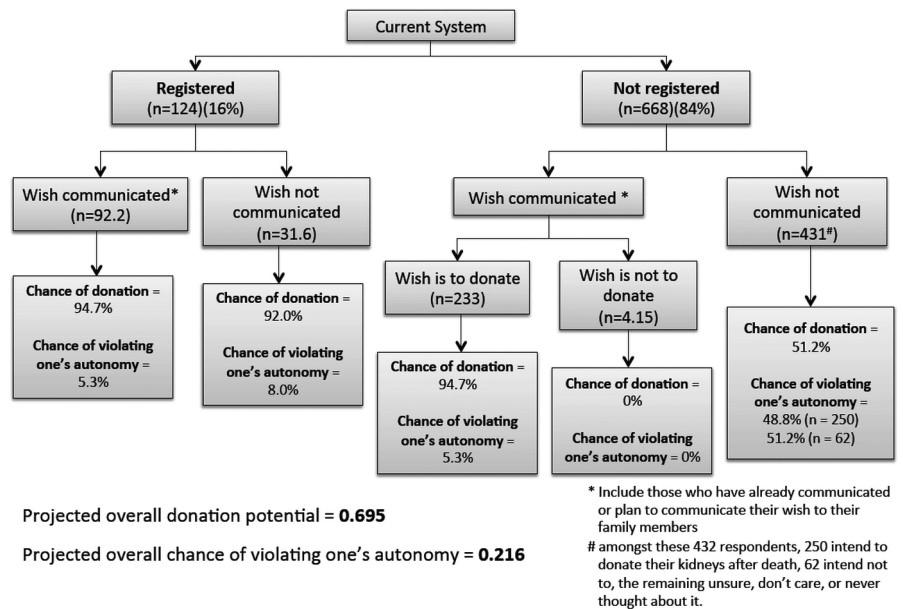 Current System
Registered
(n=124)(16%)
Not registered
(n=668)(84%)
Wish communicated*
(n=92.2)
Wish not
communicated
(n=31.6)
Wish communicated *
Wish not
communicated
(n=431#)
Wish is to donate
(n=233)
Wish is not to
donate
(n=4.15)
Chance of donation =
94.7%
Chance of violating
one's autonomy =
5.3%
Chance of donation =
92.0%
Chance of violating
one's autonomy =
8.0%
Chance of donation =
94.7%
Chance of violating
one's autonomy =
5.3%
Chance of donation =
0%
Chance of violating
one's autonomy = 0%
Chance of donation =
51.2%
Chance of violating
one's autonomy =
48.8% (n = 250)
51.2% (n = 62)
Projected overall donation potential = 0.695
Projected overall chance of violating one's autonomy = 0.216
* Include those who have already communicated
or plan to communicate their wish to their
family members
# amongst these 432 respondents, 250 intend to
donate their kidneys after death, 62 intend not
to, the remaining unsure, don't care, or never
thought about it.